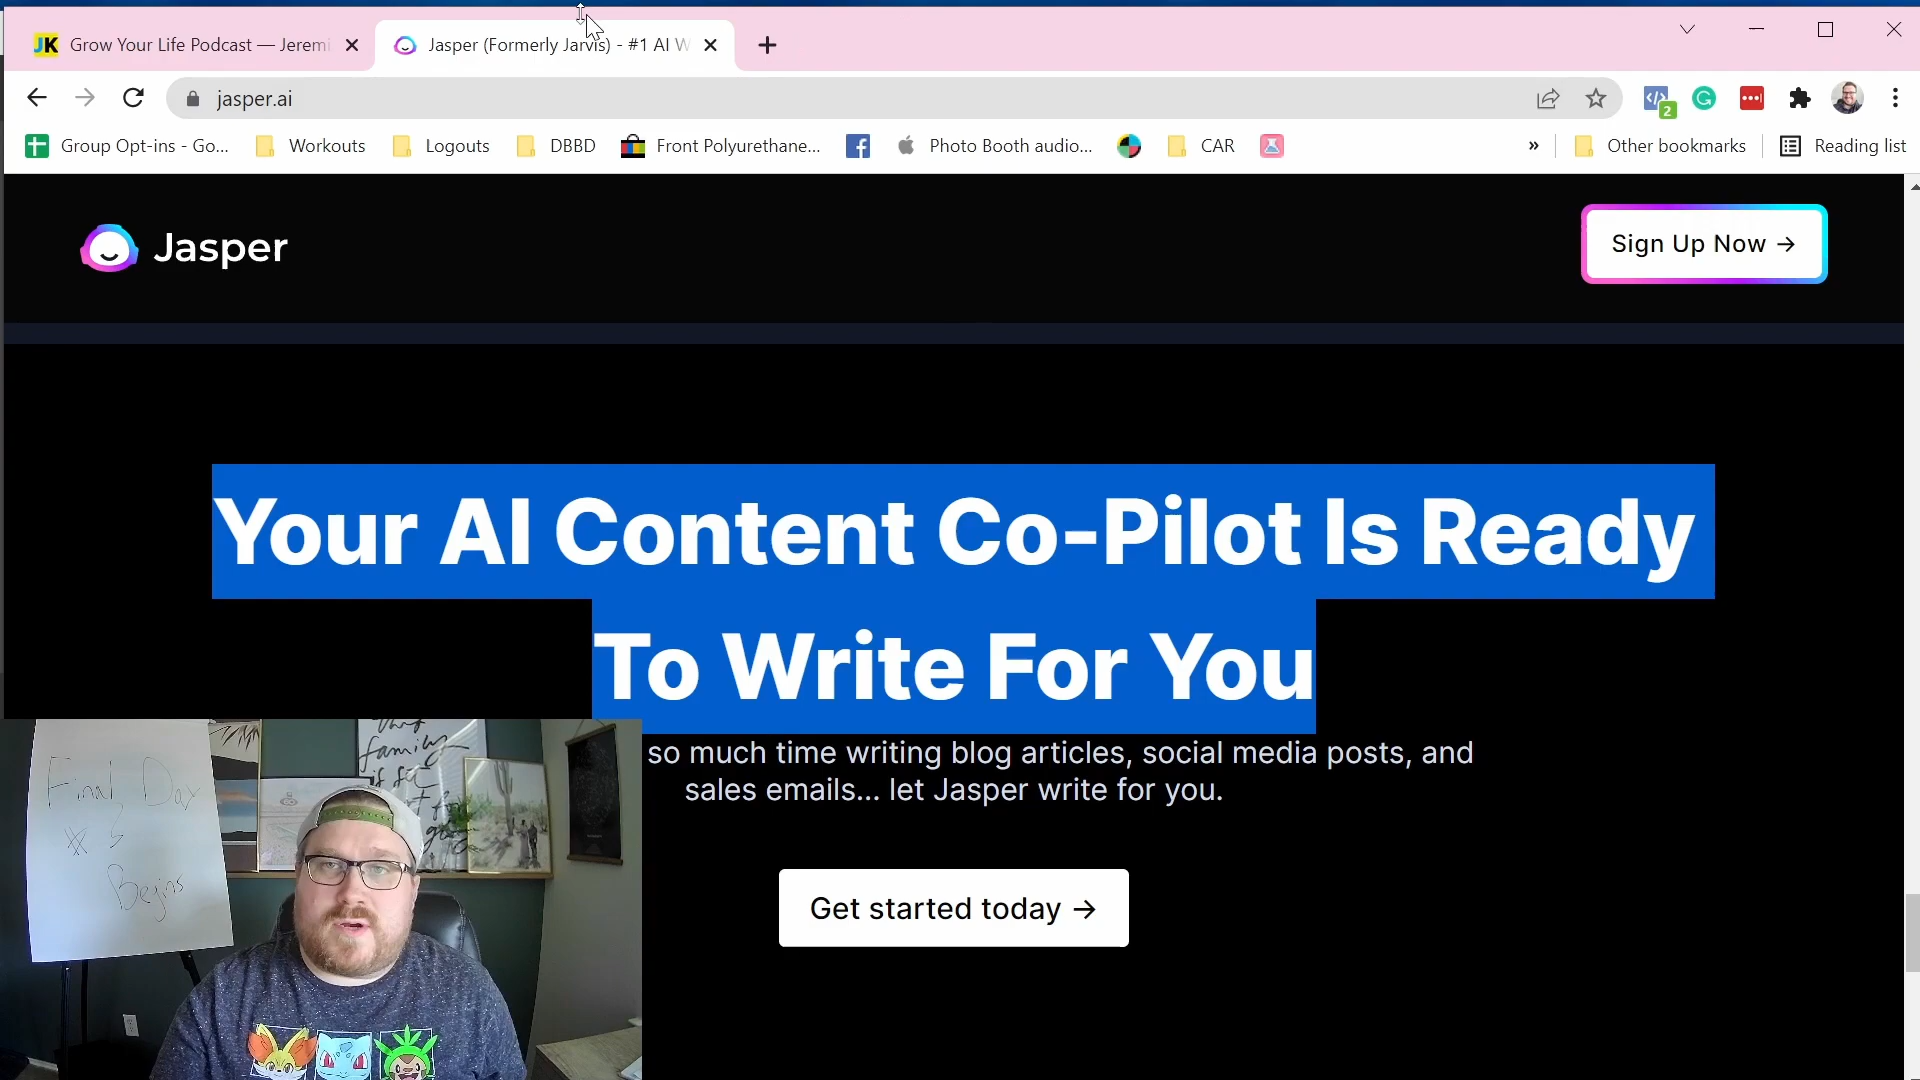 JK Grow Your Life Podcast — Jeremi
Jasper (Formerly Jarvis) - #1 AI W
jasper.ai
2
Group Opt-ins - Go...
Workouts
Logouts
DBBD
Front Polyurethane...
Photo Booth audio...
CAR
»
Other bookmarks
Reading list
Jasper
Sign Up Now →
Your AI Content Co-Pilot Is Ready
To Write For You
so much time writing blog articles, social media posts, and
sales emails... let Jasper write for you.
Get started today →
family
Final Day
Begins